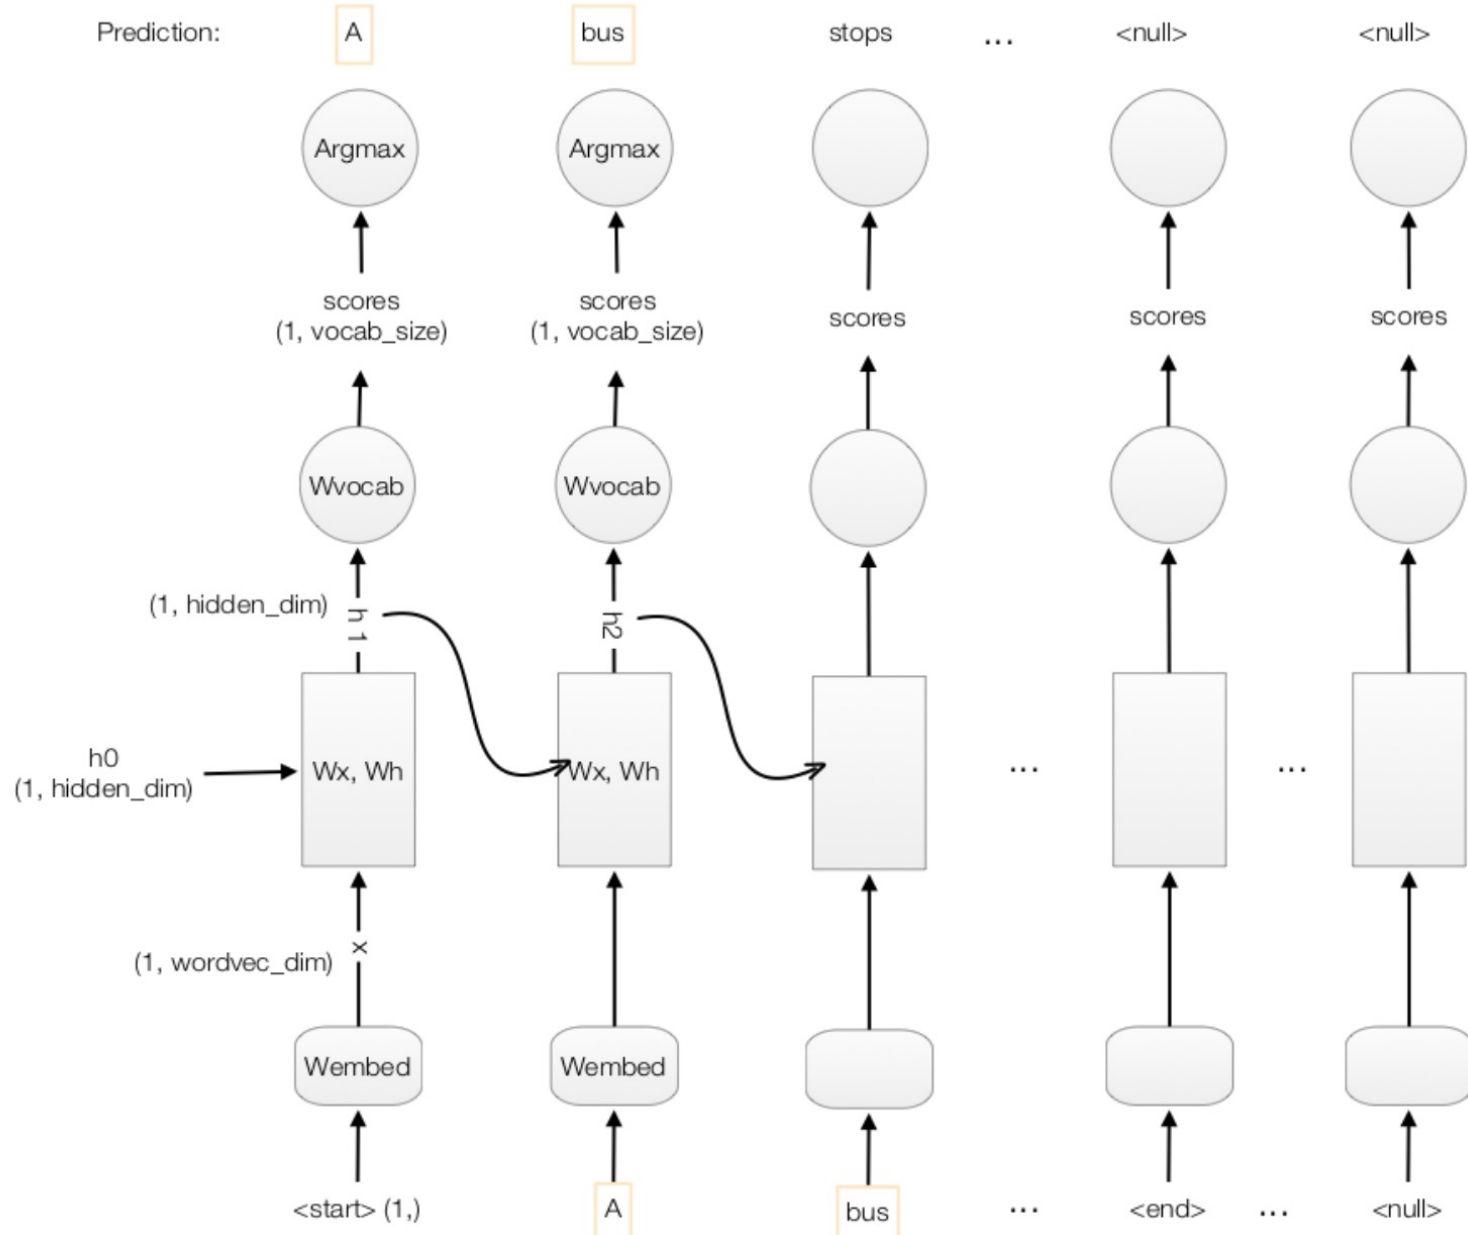 Prediction: A bus stops ... <null> <null>
Argmax Argmax
scores scores
(1, vocab_size) (1, vocab_size) scores scores scores
Wvocab Wvocab
(1, hidden_dim) h 1 h2
h0
(1, hidden_dim) Wx, Wh Wx, Wh ... ...
x
(1, wordvec_dim)
Wembed Wembed
<start> (1,) A bus ... <end> ... <null>